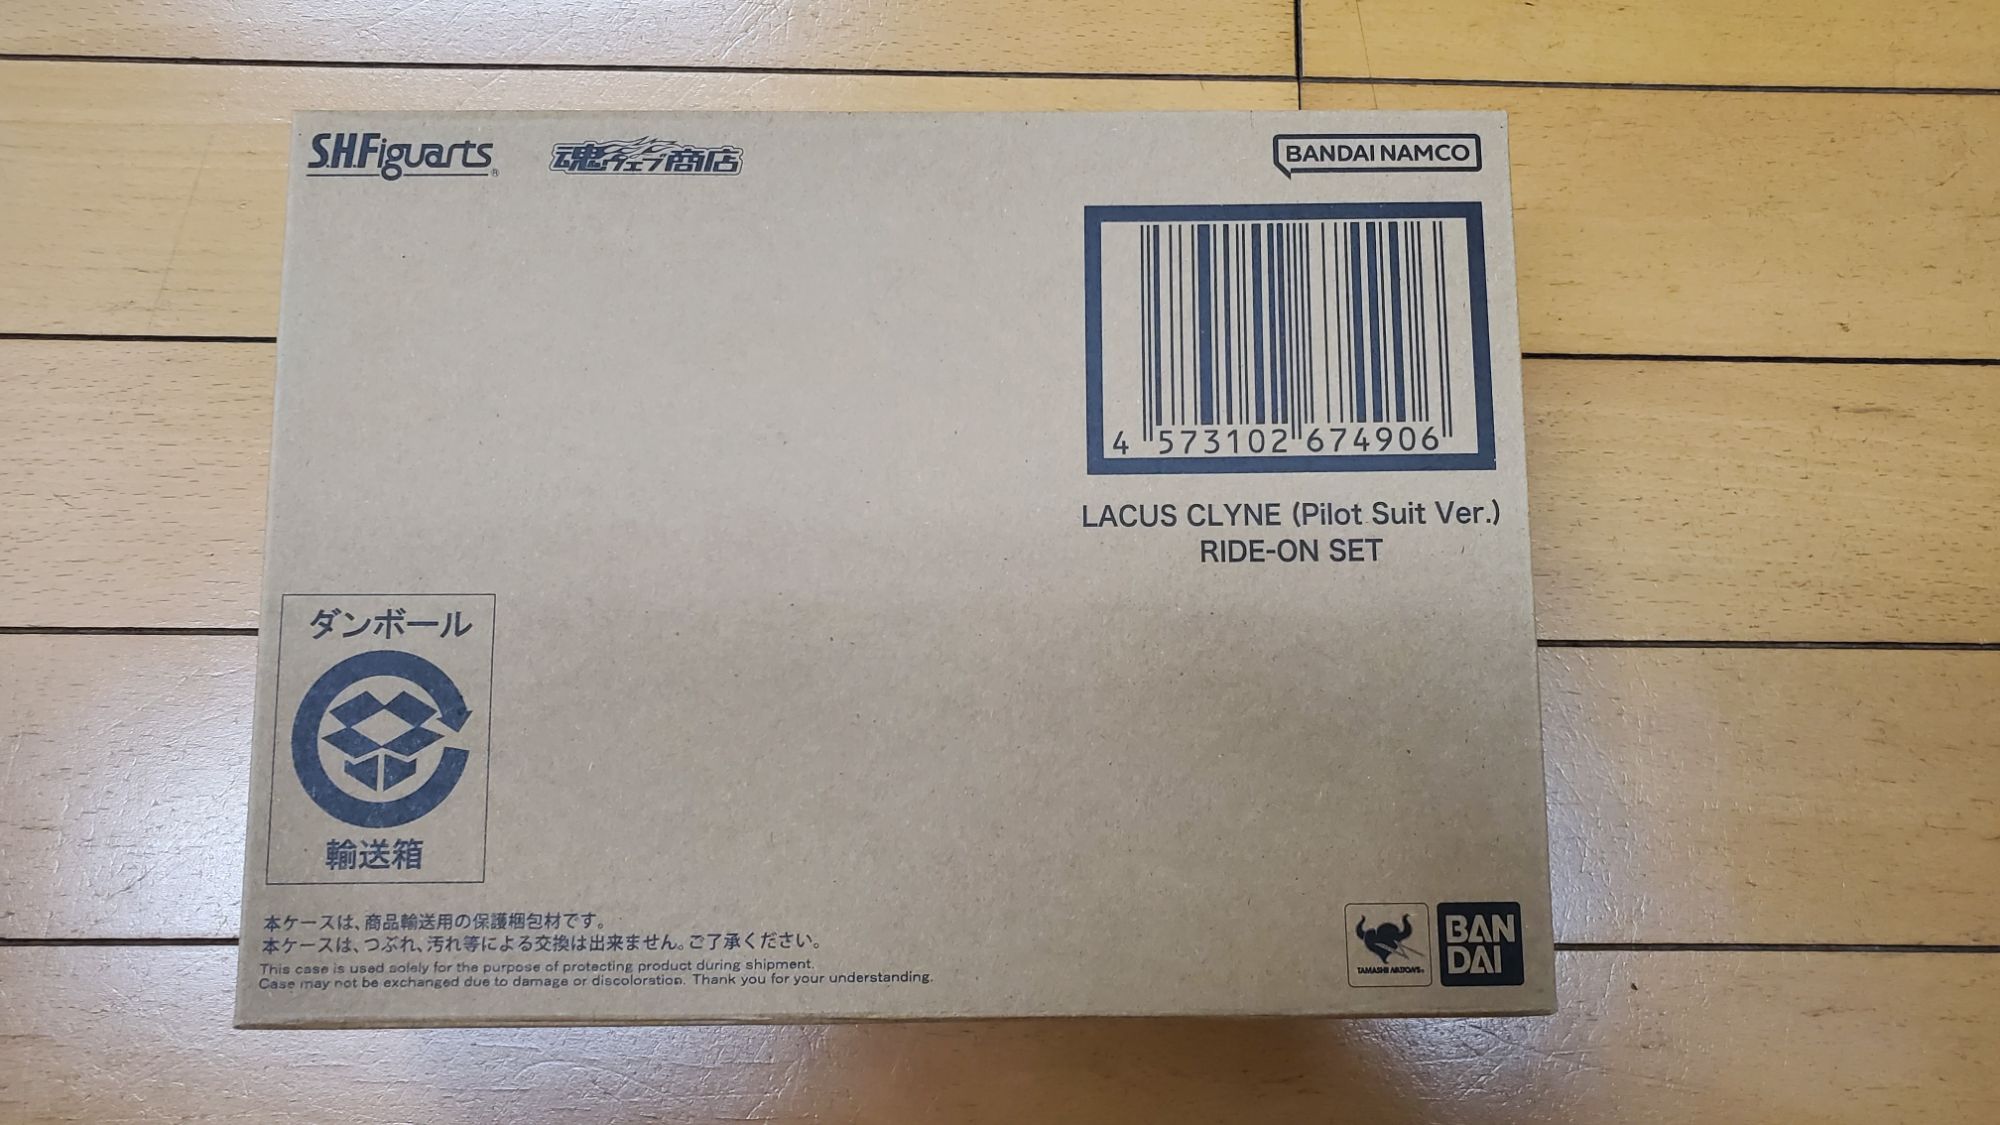 S.H.Figuarts®
魂ウェブ商店
BANDAI NAMCO
4 573102 674906
LACUS CLYNE (Pilot Suit Ver.)
RIDE-ON SET
ダンボール
輸送箱
本ケースは、商品輸送用の保護梱包材です。
本ケースは、つぶれ、汚れ等による交換は出来ません。ご了承ください。
This case is used solely for the purpose of protecting product during shipment.
Case may not be exchanged due to damage or discoloration. Thank you for your understanding.
TAMASHII NATIONS
BAN
DAI